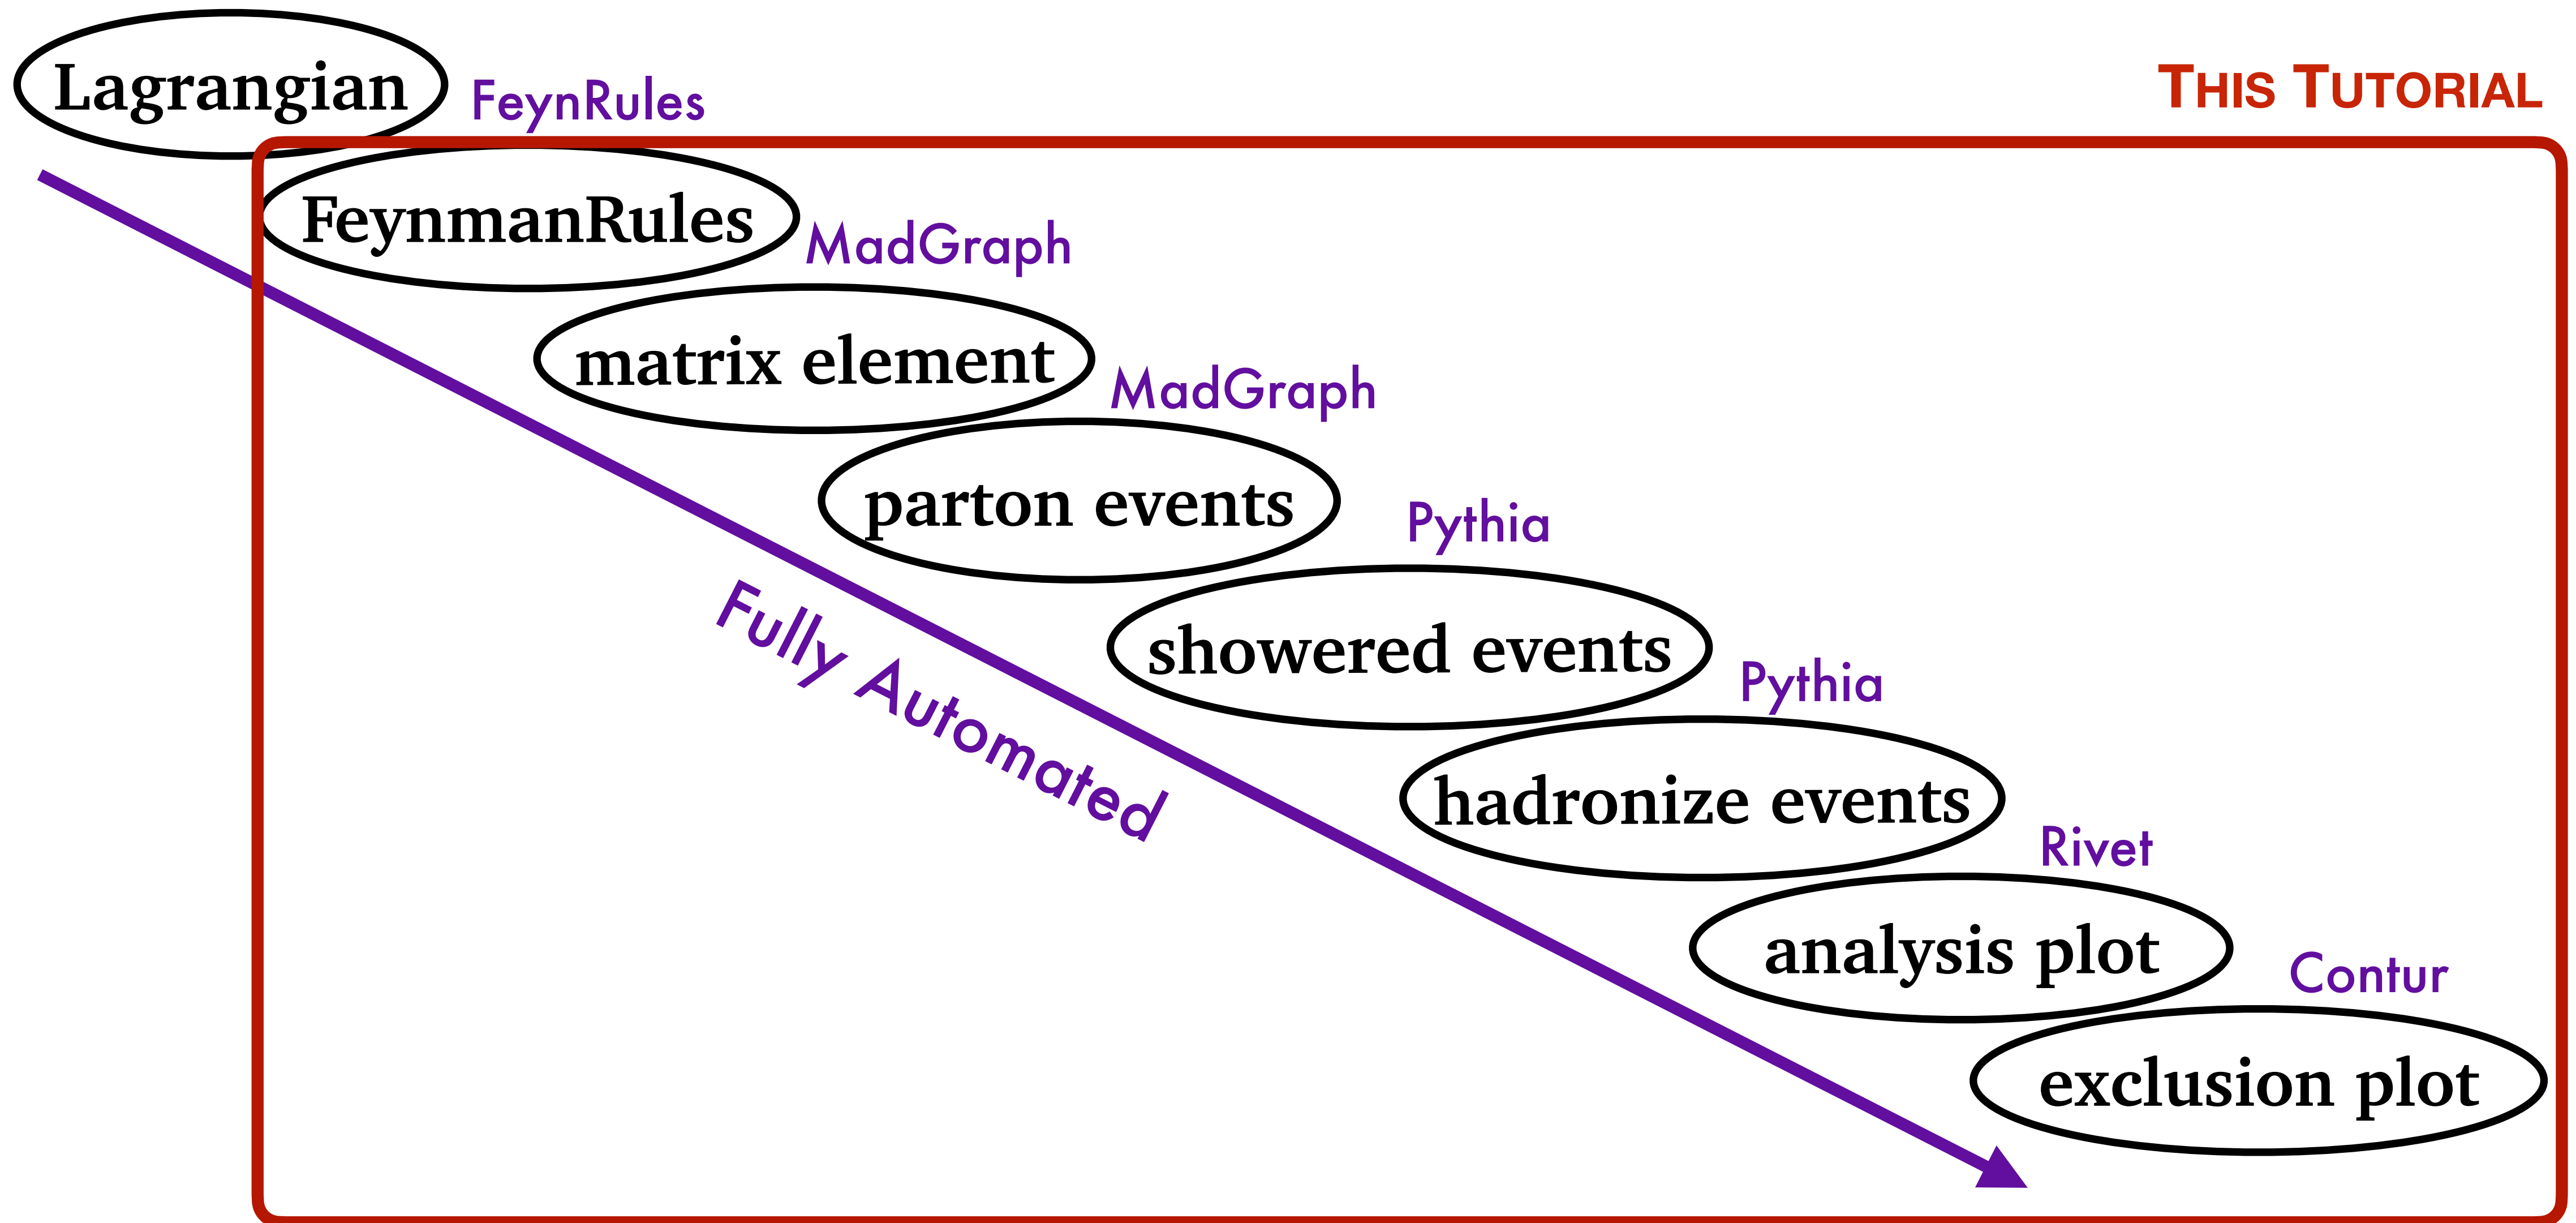 Lagrangian
FeynRules
THIS TUTORIAL
FeynmanRules
MadGraph
matrix element
MadGraph
parton events
Pythia
showered events
Fully Automated
Pythia
hadronize events
Rivet
analysis plot
Contur
exclusion plot